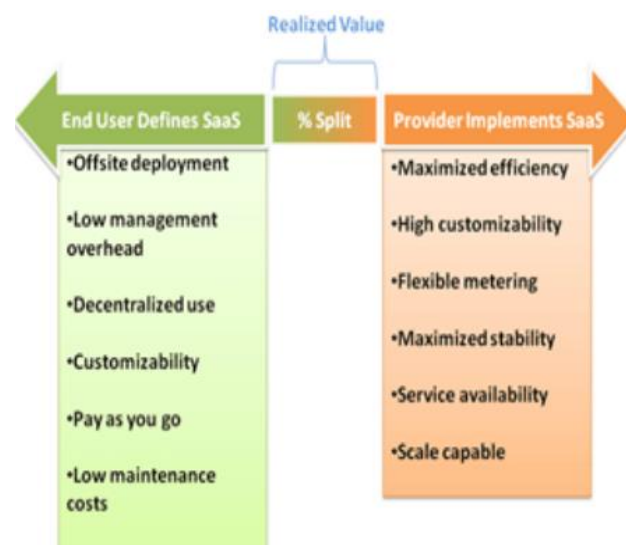 Realized Value
End User Defines SaaS
% Split
Provider Implements SaaS
•Offsite deployment
•Low management
overhead
•Decentralized use
•Customizability
•Pay as you go
•Low maintenance
costs
•Maximized efficiency
•High customizability
•Flexible metering
•Maximized stability
•Service availability
•Scale capable